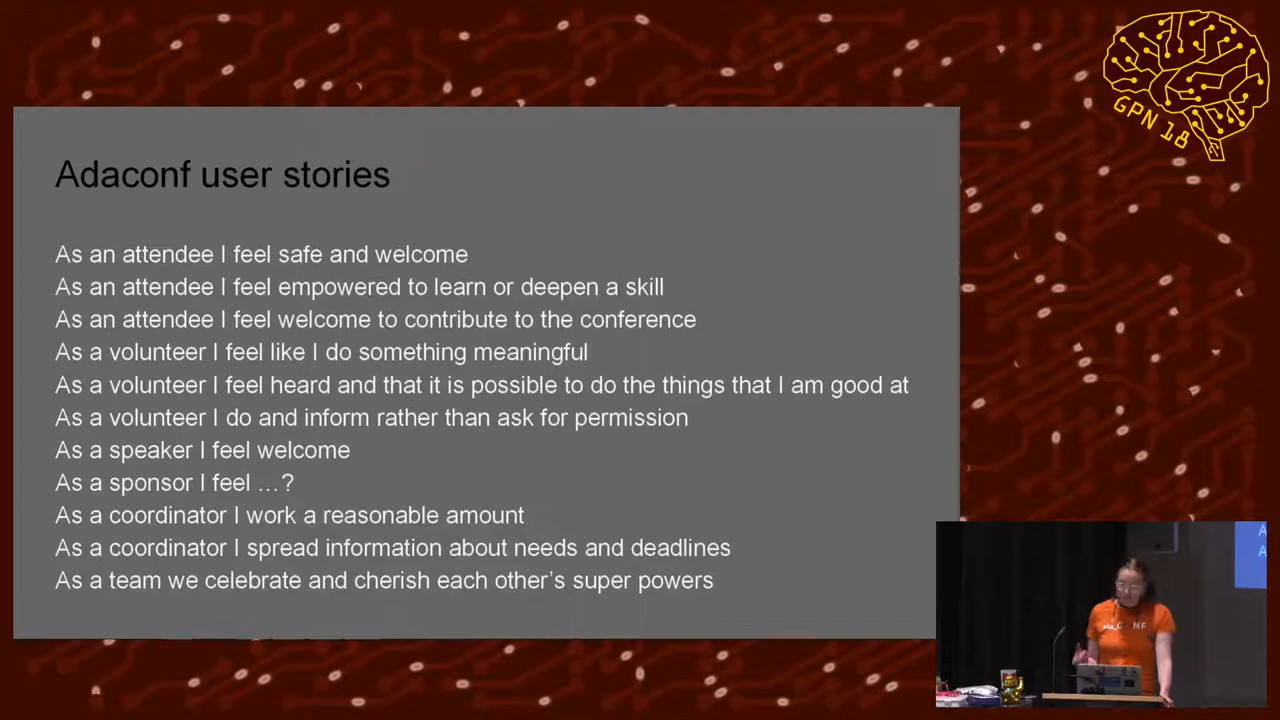 GPN 18
Adaconf user stories
As an attendee I feel safe and welcome
As an attendee I feel empowered to learn or deepen a skill
As an attendee I feel welcome to contribute to the conference
As a volunteer I feel like I do something meaningful
As a volunteer I feel heard and that it is possible to do the things that I am good at
As a volunteer I do and inform rather than ask for permission
As a speaker I feel welcome
As a sponsor I feel …?
As a coordinator I work a reasonable amount
As a coordinator I spread information about needs and deadlines
As a team we celebrate and cherish each other’s super powers